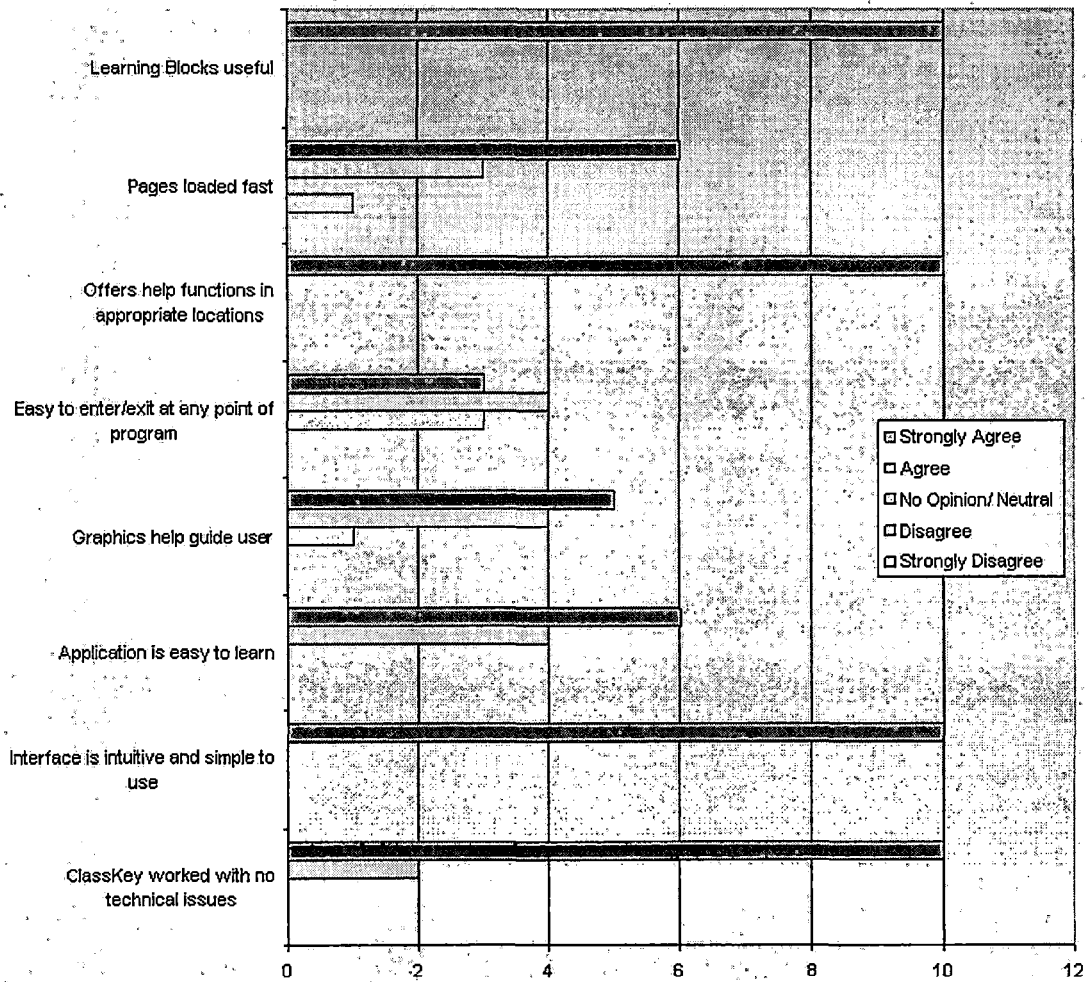 Learning Blocks useful
Pages loaded fast
Offers help functions in
appropriate locations
Easy to enter/exit at any point of
program
Graphics help guide user
Application is easy to learn
Interface is intuitive and simple to
use
ClassKey worked with no
technical issues
Strongly Agree
Agree
No Opinion/ Neutral
Disagree
Strongly Disagree
0 2 4 6 8 10 12